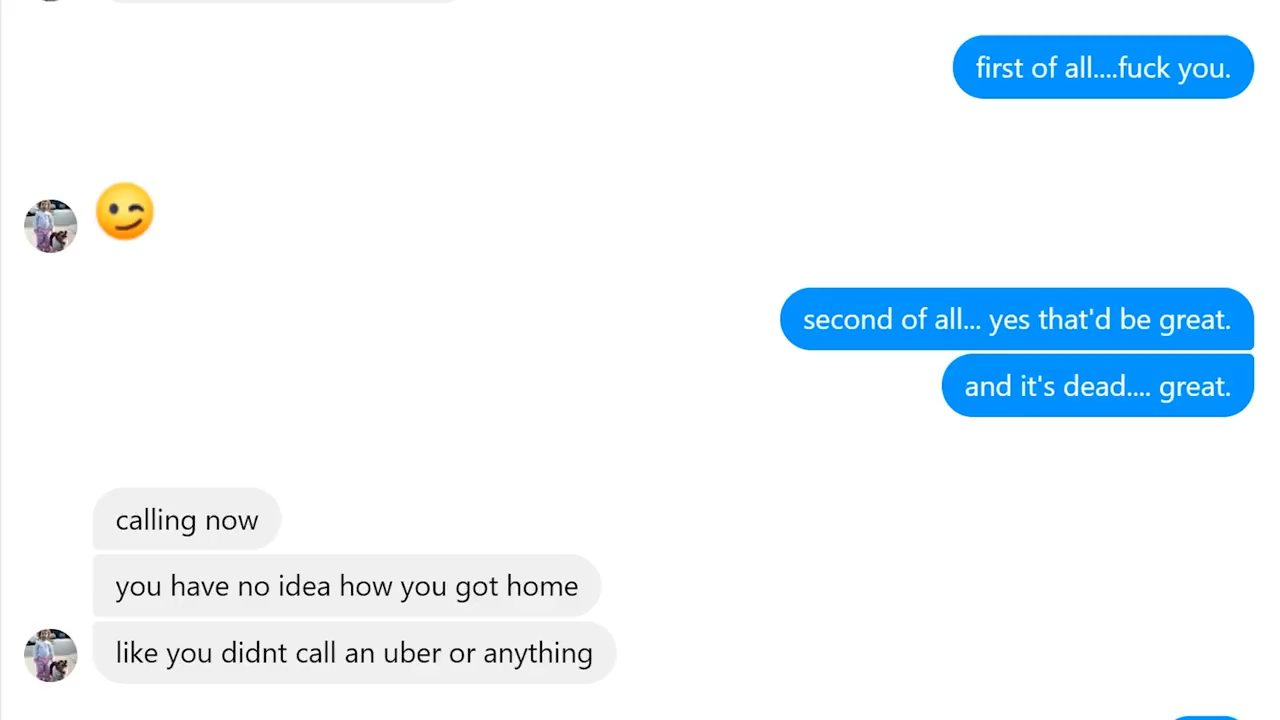 first of all....fuck you.
😉
second of all... yes that'd be great.
and it's dead.... great.
calling now
you have no idea how you got home
like you didnt call an uber or anything